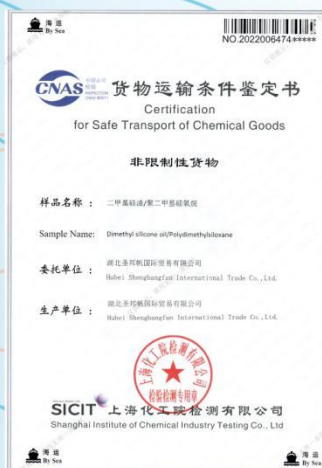 海运
By Sea
NO.2022006474*****
CNAS
中国认可
检验
INSPECTION
货物运输条件鉴定书
Certification
for Safe Transport of Chemical Goods
非限制性货物
样品名称：
二甲基硅油/聚二甲基硅氧烷
Sample Name:
Dimethyl silicone oil/Polydimethylsiloxane
委托单位：
湖北圣邦帆国际贸易有限公司
Hubei Shengbangfan International Trade Co.,Ltd.
生产单位：
湖北圣邦帆国际贸易有限公司
Hubei Shengbangfan International Trade Co.,Ltd.
上海化工院检测有限公司
检验检测专用章
SICIT 上海化工院检测有限公司
Shanghai Institute of Chemical Industry Testing Co., Ltd
海运
By Sea
海运
By Sea